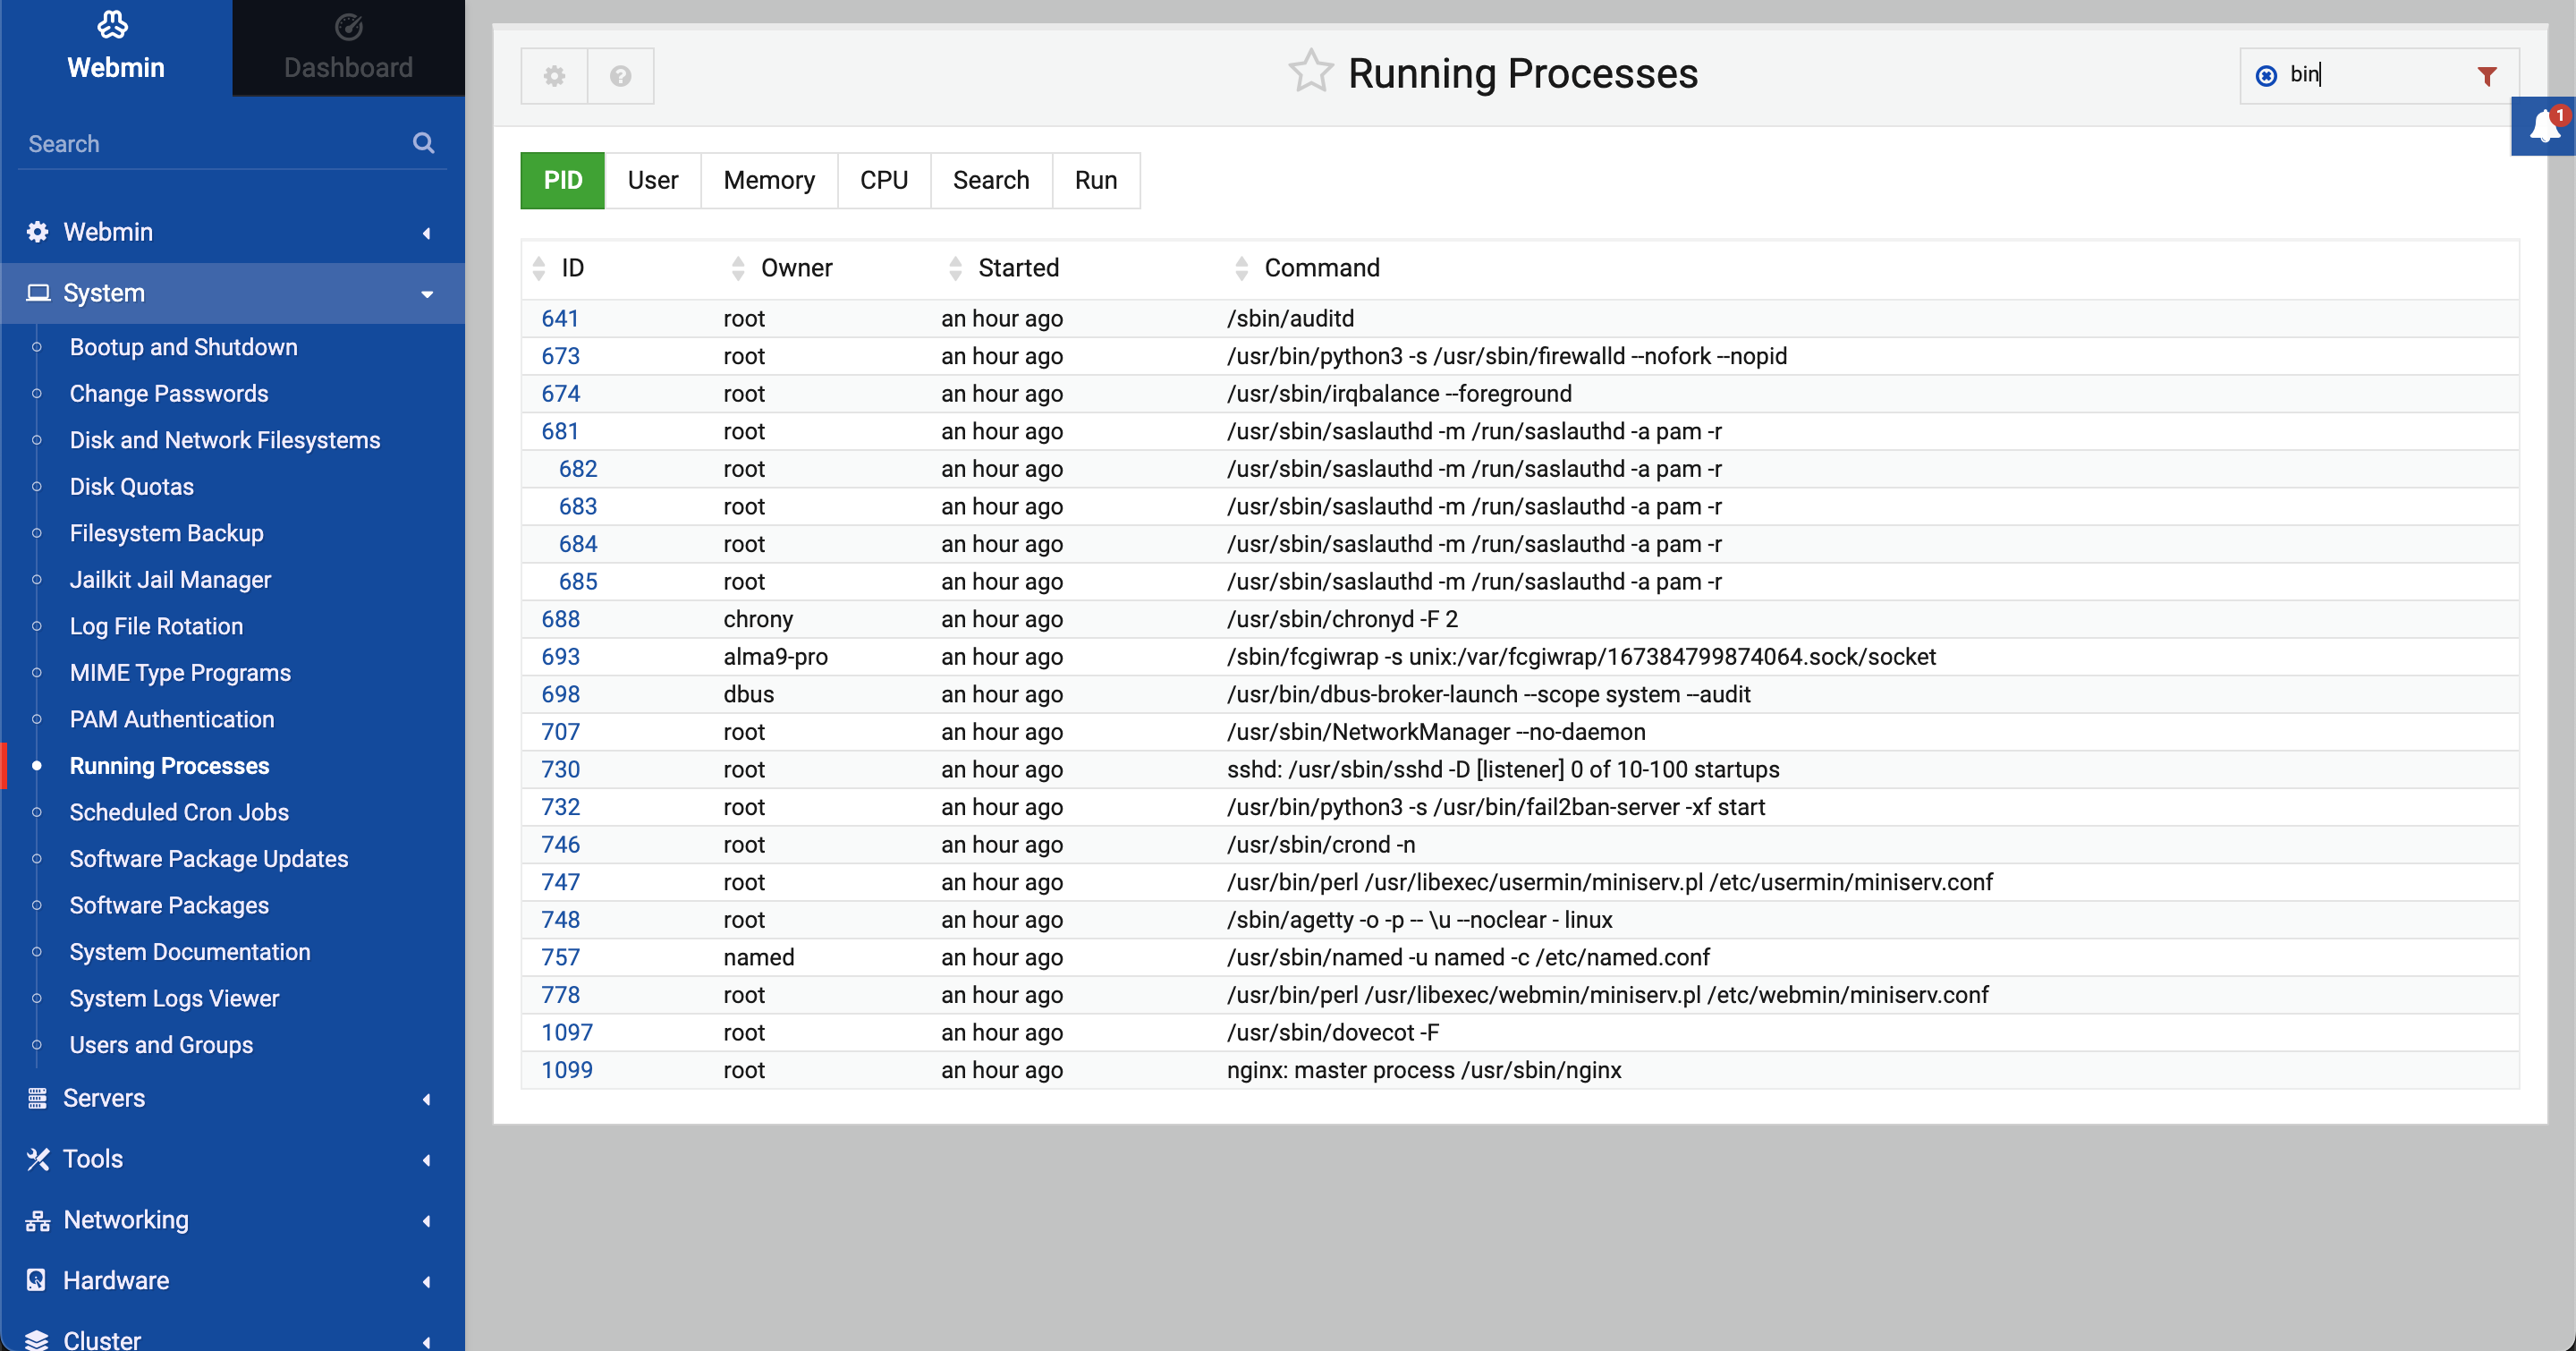 Webmin
Dashboard
Search
Webmin
System
Bootup and Shutdown
Change Passwords
Disk and Network Filesystems
Disk Quotas
Filesystem Backup
Jailkit Jail Manager
Log File Rotation
MIME Type Programs
PAM Authentication
Running Processes
Scheduled Cron Jobs
Software Package Updates
Software Packages
System Documentation
System Logs Viewer
Users and Groups
Servers
Tools
Networking
Hardware
Cluster
Running Processes
bin
1
PID User Memory CPU Search Run
ID Owner Started Command
641 root an hour ago /sbin/auditd
673 root an hour ago /usr/bin/python3 -s /usr/sbin/firewalld --nofork --nopid
674 root an hour ago /usr/sbin/irqbalance --foreground
681 root an hour ago /usr/sbin/saslauthd -m /run/saslauthd -a pam -r
682 root an hour ago /usr/sbin/saslauthd -m /run/saslauthd -a pam -r
683 root an hour ago /usr/sbin/saslauthd -m /run/saslauthd -a pam -r
684 root an hour ago /usr/sbin/saslauthd -m /run/saslauthd -a pam -r
685 root an hour ago /usr/sbin/saslauthd -m /run/saslauthd -a pam -r
688 chrony an hour ago /usr/sbin/chronyd -F 2
693 alma9-pro an hour ago /sbin/fcgiwrap -s unix:/var/fcgiwrap/167384799874064.sock/socket
698 dbus an hour ago /usr/bin/dbus-broker-launch --scope system --audit
707 root an hour ago /usr/sbin/NetworkManager --no-daemon
730 root an hour ago sshd: /usr/sbin/sshd -D [listener] 0 of 10-100 startups
732 root an hour ago /usr/bin/python3 -s /usr/bin/fail2ban-server -xf start
746 root an hour ago /usr/sbin/crond -n
747 root an hour ago /usr/bin/perl /usr/libexec/usermin/miniserv.pl /etc/usermin/miniserv.conf
748 root an hour ago /sbin/agetty -o -p -- \u --noclear - linux
757 named an hour ago /usr/sbin/named -u named -c /etc/named.conf
778 root an hour ago /usr/bin/perl /usr/libexec/webmin/miniserv.pl /etc/webmin/miniserv.conf
1097 root an hour ago /usr/sbin/dovecot -F
1099 root an hour ago nginx: master process /usr/sbin/nginx